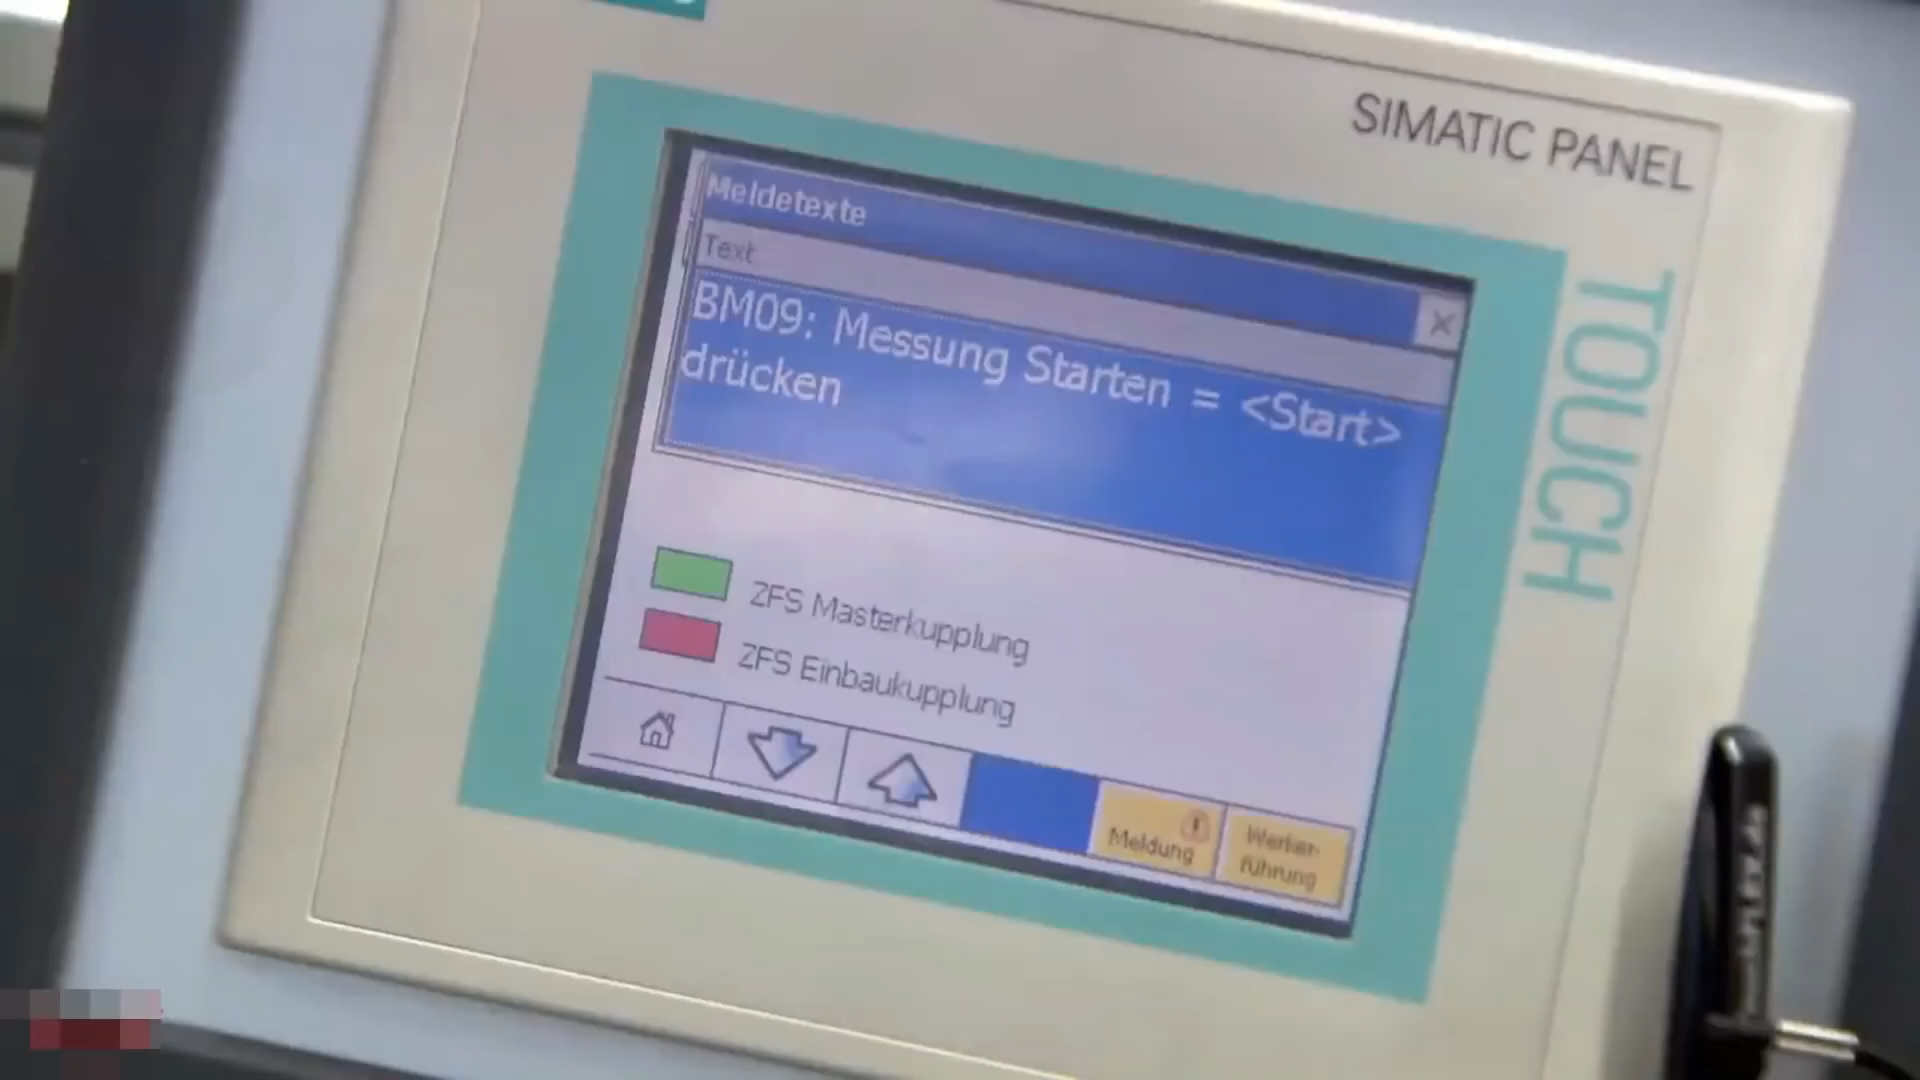 SIMATIC PANEL
TOUCH
Meldetexte
Text
BM09: Messung Starten = <Start>
drücken
ZFS Masterkupplung
ZFS Einbaukupplung
Meldung
Werker-
führung